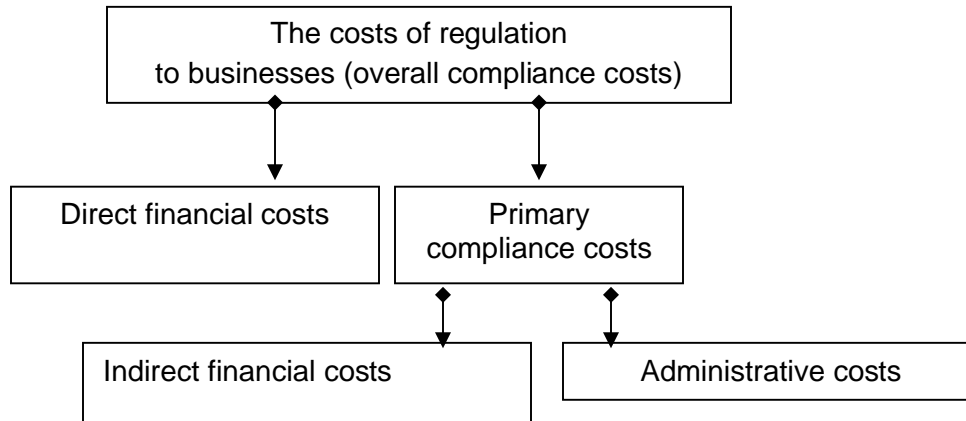 The costs of regulation
to businesses (overall compliance costs)
Direct financial costs
Primary
compliance costs
Indirect financial costs
Administrative costs